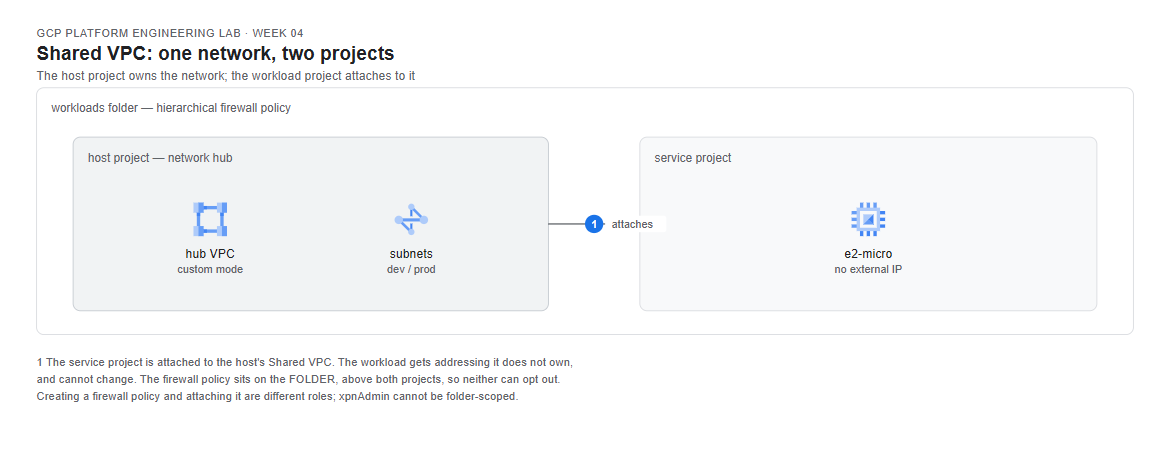 GCP PLATFORM ENGINEERING LAB · WEEK 04
Shared VPC: one network, two projects
The host project owns the network; the workload project attaches to it
workloads folder — hierarchical firewall policy
host project — network hub
service project
1 attaches
hub VPC
custom mode
subnets
dev / prod
e2-micro
no external IP
1 The service project is attached to the host's Shared VPC. The workload gets addressing it does not own,
and cannot change. The firewall policy sits on the FOLDER, above both projects, so neither can opt out.
Creating a firewall policy and attaching it are different roles; xpnAdmin cannot be folder-scoped.